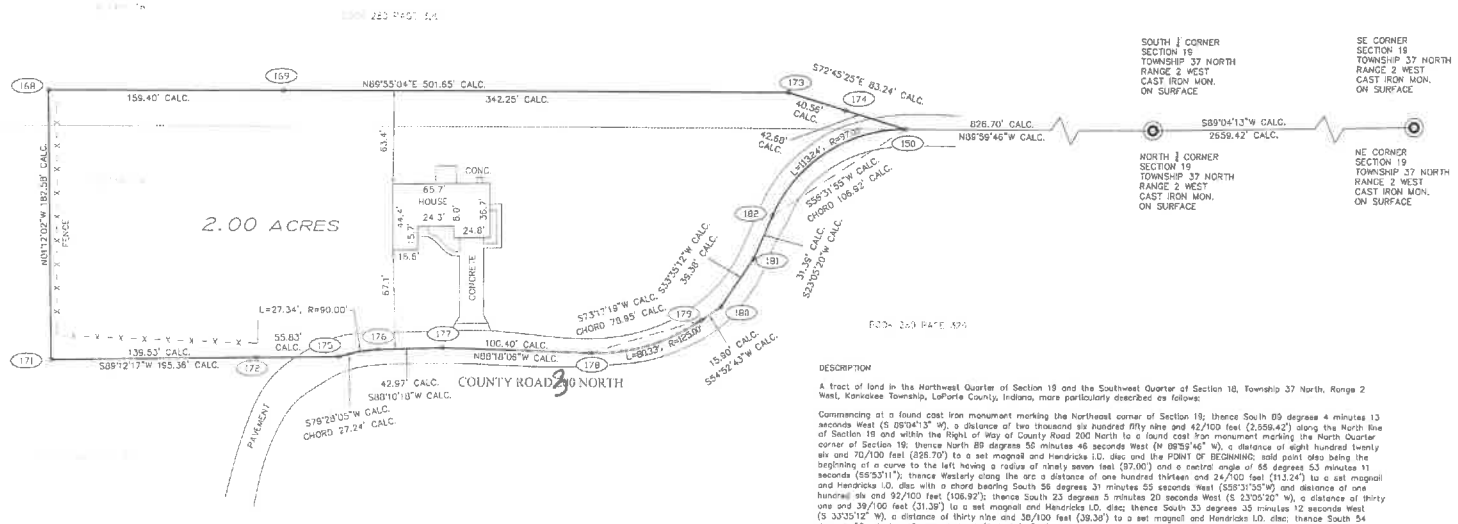 168
169
N89°55'04"E 501.65' CALC.
159.40' CALC.
342.25' CALC.
173
S72°45'25"E 83.24' CALC.
174
40.56'
CALC.
42.68'
CALC.
150
826.70' CALC.
N89°59'46"W CALC.
SOUTH ¼ CORNER
SECTION 19
TOWNSHIP 37 NORTH
RANGE 2 WEST
CAST IRON MON.
ON SURFACE
S89°04'13"W CALC.
2659.42' CALC.
SE CORNER
SECTION 19
TOWNSHIP 37 NORTH
RANGE 2 WEST
CAST IRON MON.
ON SURFACE
NORTH ¼ CORNER
SECTION 19
TOWNSHIP 37 NORTH
RANGE 2 WEST
CAST IRON MON.
ON SURFACE
NE CORNER
SECTION 19
TOWNSHIP 37 NORTH
RANGE 2 WEST
CAST IRON MON.
ON SURFACE
N01°12'02"W 182.58' CALC.
FENCE
2.00 ACRES
63.4'
CONC.
65.7'
HOUSE
44.4'
24.3'
6.0'
36.7'
15.7'
24.8'
16.5'
67.1'
CONCRETE
L=113.24', R=97.00'
S56°31'55"W CALC.
CHORD 106.92' CALC.
182
181
31.39' CALC.
S23°05'20"W CALC.
S33°35'12"W CALC.
39.38' CALC.
180
179
S73°17'19"W CALC.
CHORD 78.95' CALC.
L=80.33', R=125.00'
15.90' CALC.
S54°52'43"W CALC.
L=27.34', R=90.00'
171
139.53' CALC.
S89°12'17"W 195.36' CALC.
172
55.83'
CALC.
175
176
177
100.40' CALC.
N88°18'06"W CALC.
178
42.97' CALC.
S88°10'18"W CALC.
COUNTY ROAD 300 NORTH
S79°28'05"W CALC.
CHORD 27.24' CALC.
PAVEMENT
DESCRIPTION
A tract of land in the Northwest Quarter of Section 19 and the Southwest Quarter of Section 18, Township 37 North, Range 2
West, Kankakee Township, LaPorte County, Indiana, more particularly described as follows:
Commencing at a found cast iron monument marking the Northeast corner of Section 19; thence South 89 degrees 4 minutes 13
seconds West (S 89°04'13" W), a distance of two thousand six hundred fifty nine and 42/100 feet (2,659.42') along the North line
of Section 19 and within the Right of Way of County Road 200 North to a found cast iron monument marking the North Quarter
corner of Section 19; thence North 89 degrees 59 minutes 46 seconds West (N 89°59'46" W), a distance of eight hundred twenty
six and 70/100 feet (826.70') to a set magnail and Hendricks I.D. disc and the POINT OF BEGINNING; said point also being the
beginning of a curve to the left having a radius of ninety seven feet (97.00') and a central angle of 66 degrees 53 minutes 11
seconds (66°53'11"); thence Westerly along the arc a distance of one hundred thirteen and 24/100 feet (113.24') to a set magnail
and Hendricks I.D. disc with a chord bearing South 56 degrees 31 minutes 55 seconds West (S56°31'55"W) and distance of one
hundred six and 92/100 feet (106.92'); thence South 23 degrees 5 minutes 20 seconds West (S 23°05'20" W), a distance of thirty
one and 39/100 feet (31.39') to a set magnail and Hendricks I.D. disc; thence South 33 degrees 35 minutes 12 seconds West
(S 33°35'12" W), a distance of thirty nine and 38/100 feet (39.38') to a set magnail and Hendricks I.D. disc; thence South 54